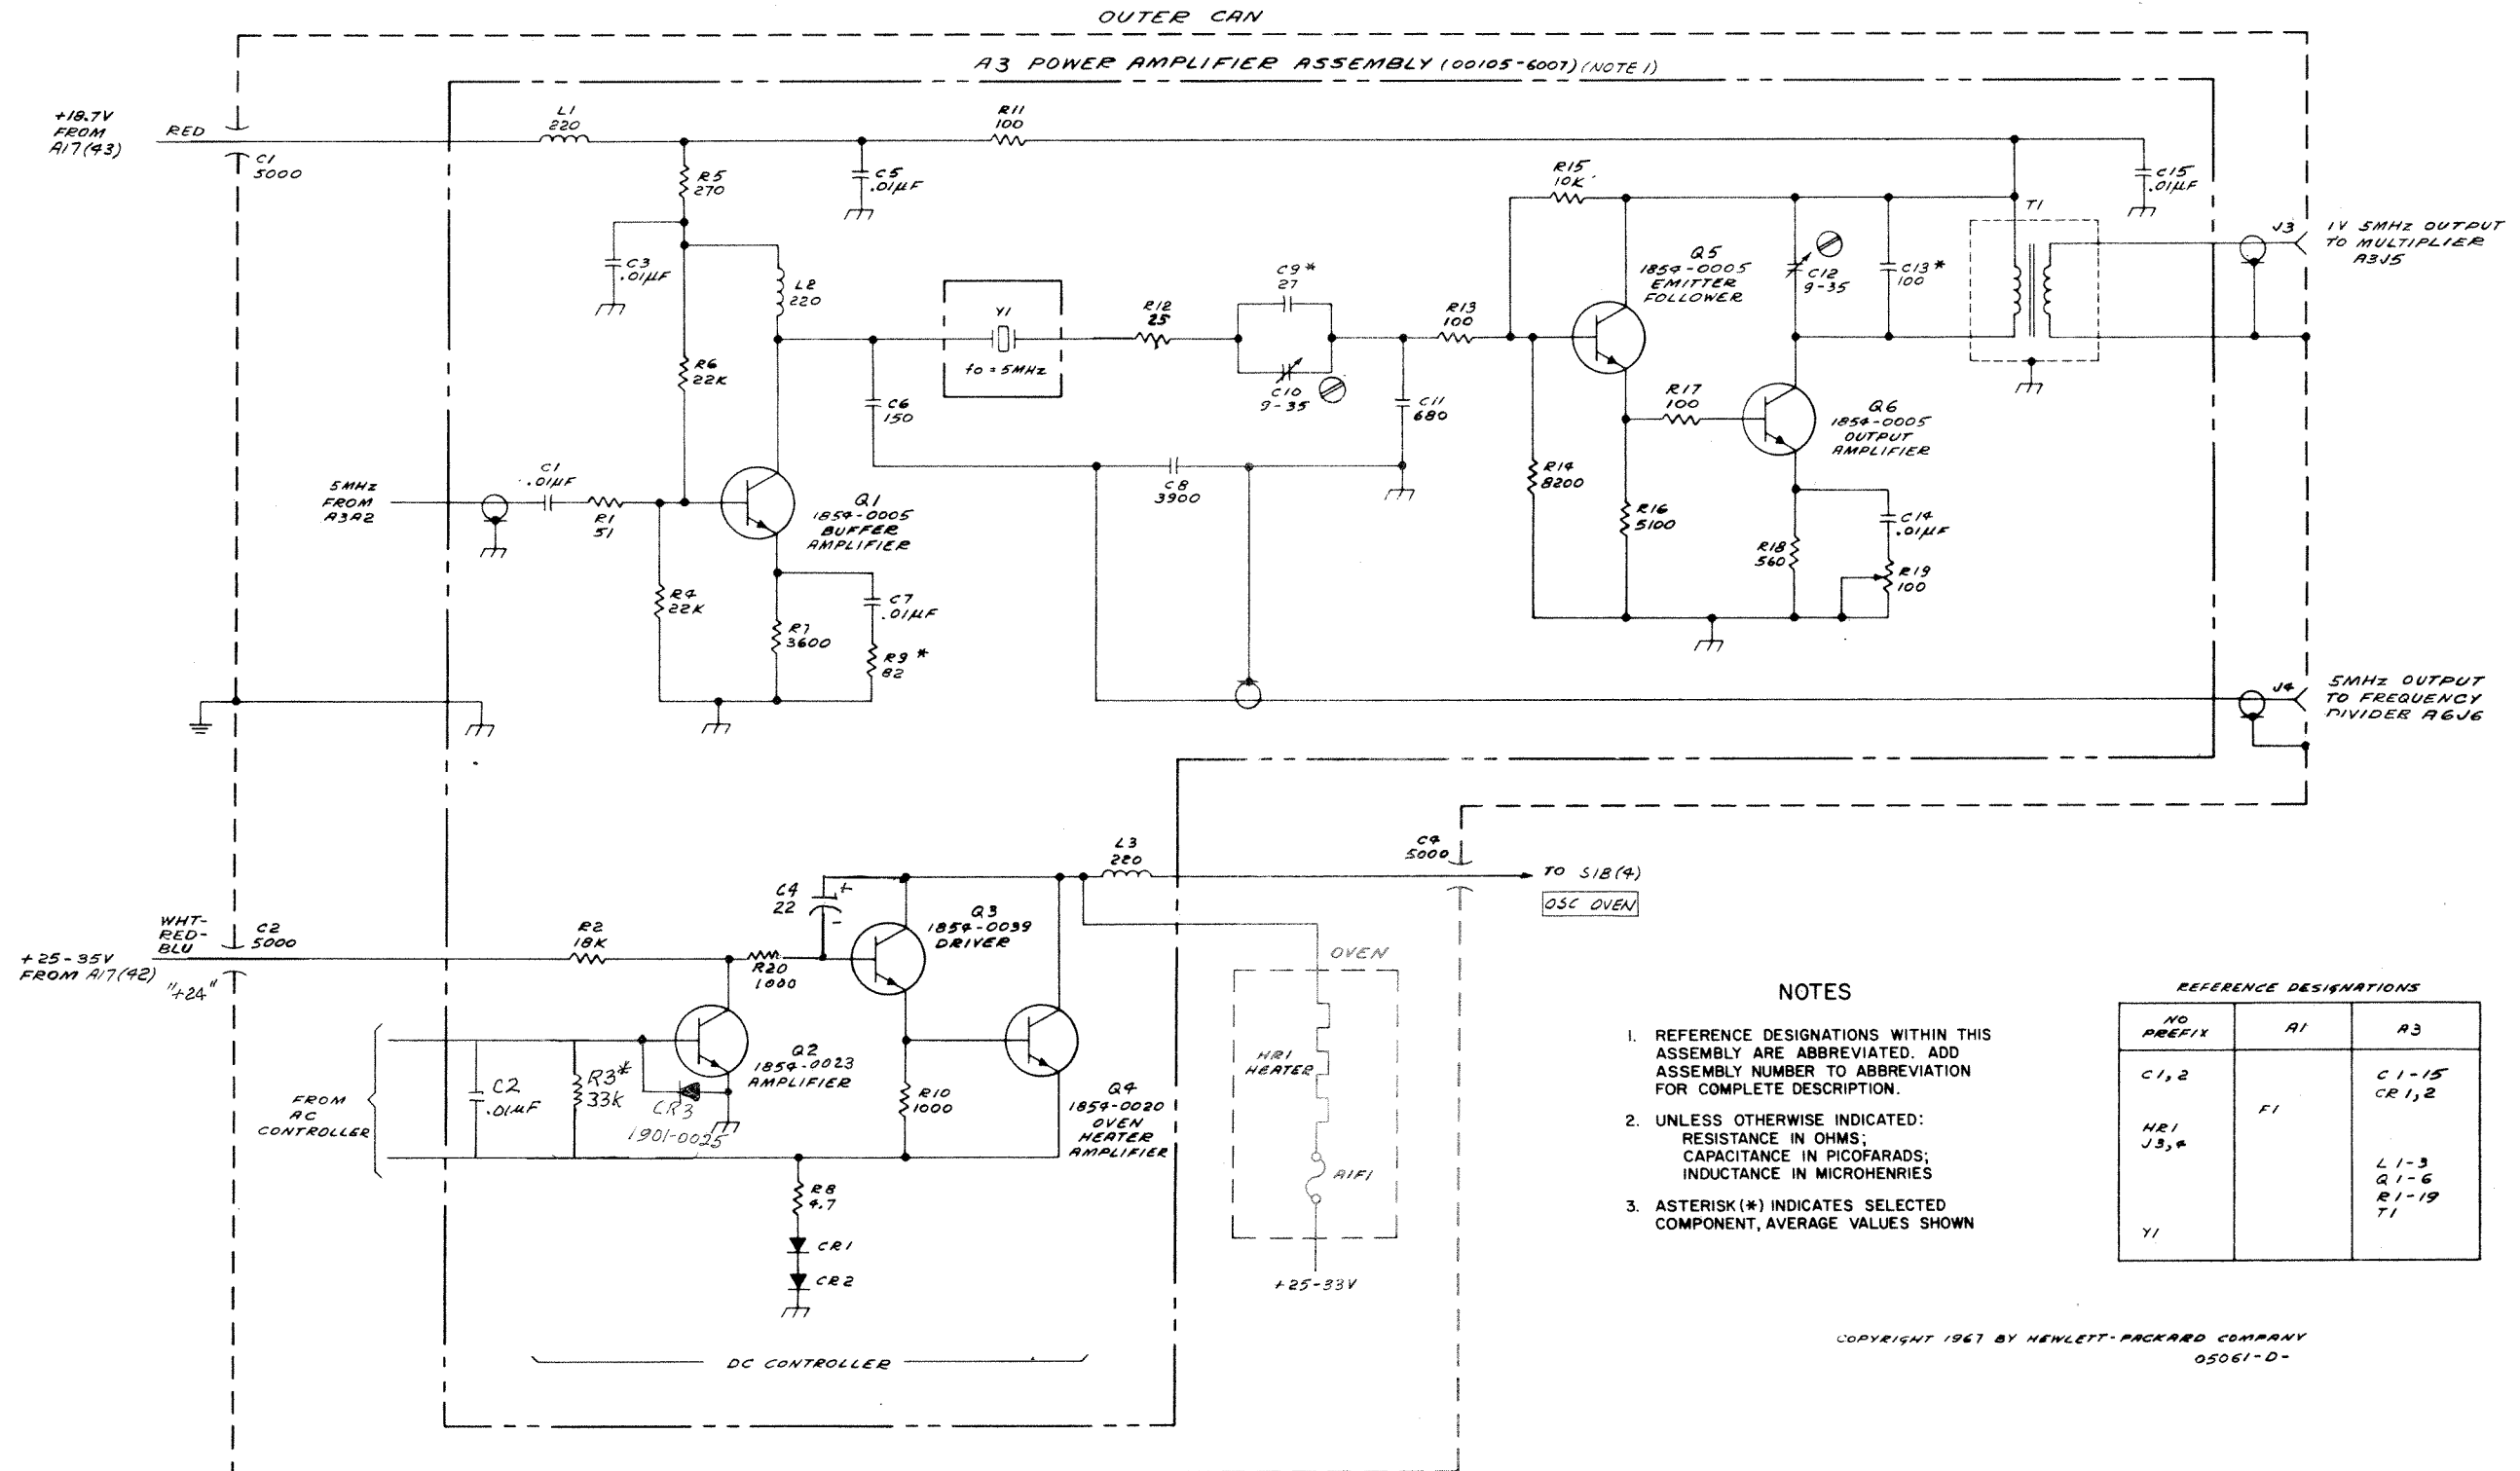 OUTER CAN
A3 POWER AMPLIFIER ASSEMBLY (00105-6007) (NOTE 1)
+18.7V
FROM
A17(43)
RED
C1
5000
L1
220
R5
270
C5
.01µF
R11
100
C3
.01µF
L2
220
R6
22K
C6
150
Y1
fo = 5MHz
R12
25
C9*
27
C10
9-35
R13
100
C11
680
R15
10K
Q5
1854-0005
EMITTER
FOLLOWER
C12
9-35
C13*
100
T1
C15
.01µF
J3
1V 5MHz OUTPUT
TO MULTIPLIER
A3J5
R17
100
Q6
1854-0005
OUTPUT
AMPLIFIER
R14
8200
R16
5100
R18
560
C14
.01µF
R19
100
5MHz
FROM
A3A2
C1
.01µF
R1
51
Q1
1854-0005
BUFFER
AMPLIFIER
R4
22K
R7
3600
C7
.01µF
R9*
82
C8
3900
J4
5MHz OUTPUT
TO FREQUENCY
DIVIDER A6J6
+25-35V
FROM A17(42)
"+24"
WHT-
RED-
BLU
C2
5000
R2
18K
R20
1000
C4
22
+
-
Q3
1854-0039
DRIVER
L3
220
C4
5000
TO S1B(4)
OSC OVEN
FROM
AC
CONTROLLER
C2
.01µF
R3*
33K
CR3
1901-0025
Q2
1854-0023
AMPLIFIER
R10
1000
Q4
1854-0020
OVEN
HEATER
AMPLIFIER
R8
4.7
CR1
CR2
DC CONTROLLER
OVEN
HR1
HEATER
A1F1
+25-33V
NOTES
1. REFERENCE DESIGNATIONS WITHIN THIS
ASSEMBLY ARE ABBREVIATED. ADD
ASSEMBLY NUMBER TO ABBREVIATION
FOR COMPLETE DESCRIPTION.
2. UNLESS OTHERWISE INDICATED:
RESISTANCE IN OHMS;
CAPACITANCE IN PICOFARADS;
INDUCTANCE IN MICROHENRIES
3. ASTERISK (*) INDICATES SELECTED
COMPONENT, AVERAGE VALUES SHOWN
REFERENCE DESIGNATIONS
NO
PREFIX
A1
A3
C1,2
C 1-15
CR 1,2
F1
HR1
J3,4
L 1-3
Q 1-6
R 1-19
T1
Y1
COPYRIGHT 1967 BY HEWLETT-PACKARD COMPANY
05061-D-